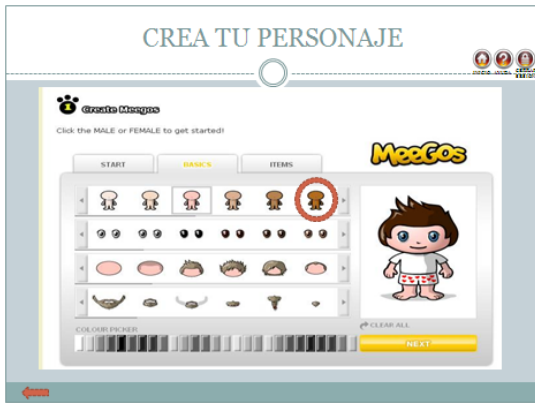 CREA TU PERSONAJE
1 Create Meegos
Click the MALE or FEMALE to get started!
MeeGos
START BASICS ITEMS
COLOUR PICKER
CLEAR ALL
NEXT